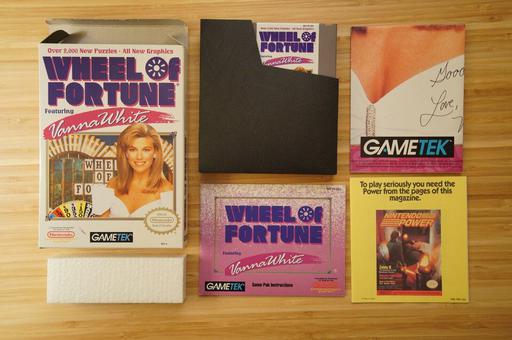 Over 2,000 New Puzzles - All New Graphics
WHEEL OF
FORTUNE
Featuring
Vanna White
WHE
OF
FO
Nintendo
GAMETEK
Good
Love,
GAMETEK
WHEEL OF
FORTUNE
Featuring
Vanna White
GAMETEK
Game Pak Instructions
To play seriously you need the
Power from the pages of this
magazine.
NINTENDO
POWER